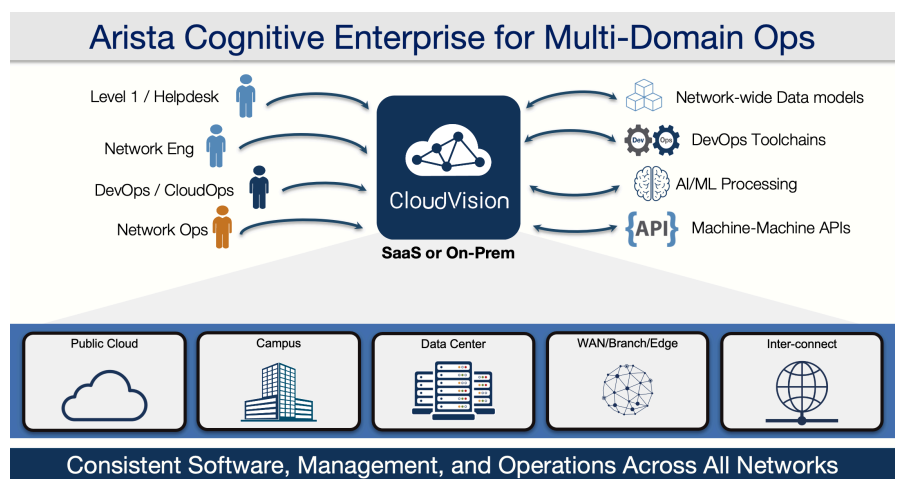 Arista Cognitive Enterprise for Multi-Domain Ops
Level 1 / Helpdesk
Network Eng
DevOps / CloudOps
Network Ops
CloudVision
SaaS or On-Prem
Network-wide Data models
Dev Ops
DevOps Toolchains
AI/ML Processing
{API}
Machine-Machine APIs
Public Cloud
Campus
Data Center
WAN/Branch/Edge
Inter-connect
Consistent Software, Management, and Operations Across All Networks